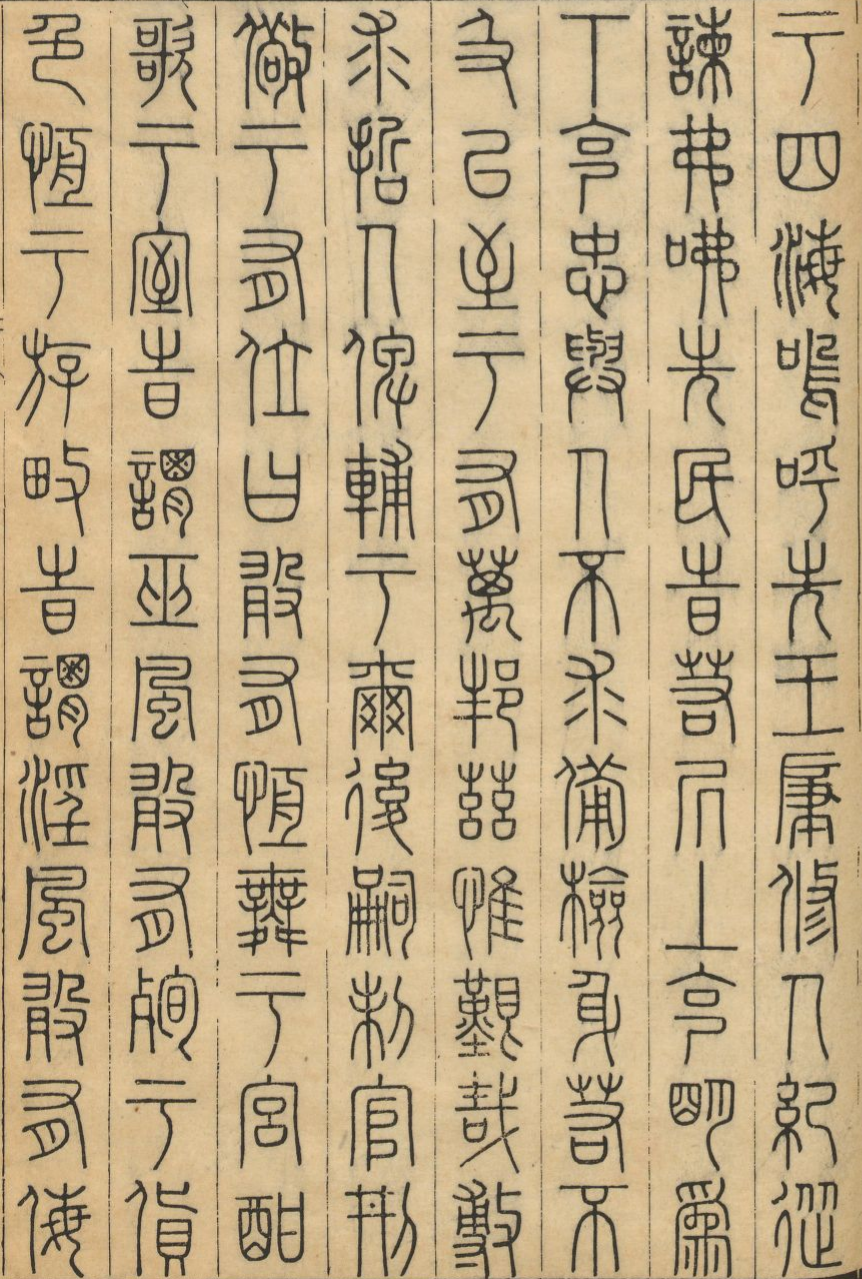 于四海嗚呼先王肇修人紀從
諫弗咈先民時若居上克明爲
下克忠與人不求備檢身若不
及以至于有萬邦茲惟艱哉敷
求哲人俾輔于爾後嗣制官刑
儆于有位曰敢有恆舞于宮酣
歌于室時謂巫風敢有殉于貨
色恆于遊畋時謂淫風敢有侮